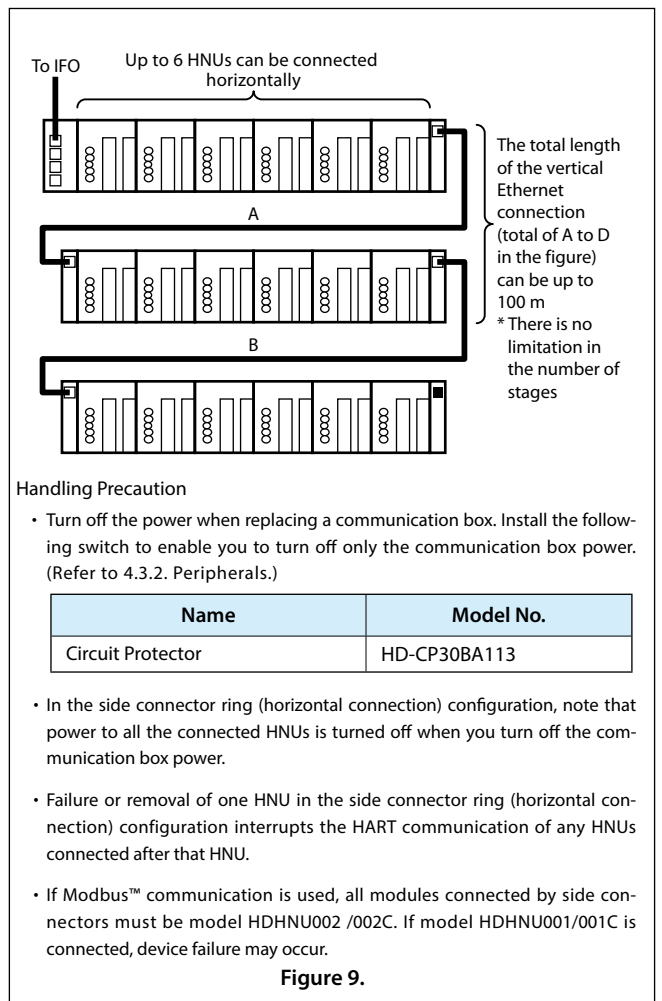 To IFO
Up to 6 HNUs can be connected
horizontally
The total length
of the vertical
Ethernet
connection
(total of A to D
in the figure)
can be up to
100 m
* There is no
limitation in
the number of
stages
A
B
Handling Precaution
• Turn off the power when replacing a communication box. Install the follow-
ing switch to enable you to turn off only the communication box power.
(Refer to 4.3.2. Peripherals.)
Name Model No.
Circuit Protector HD-CP30BA113
• In the side connector ring (horizontal connection) configuration, note that
power to all the connected HNUs is turned off when you turn off the com-
munication box power.
• Failure or removal of one HNU in the side connector ring (horizontal con-
nection) configuration interrupts the HART communication of any HNUs
connected after that HNU.
• If Modbus™ communication is used, all modules connected by side con-
nectors must be model HDHNU002 /002C. If model HDHNU001/001C is
connected, device failure may occur.
Figure 9.